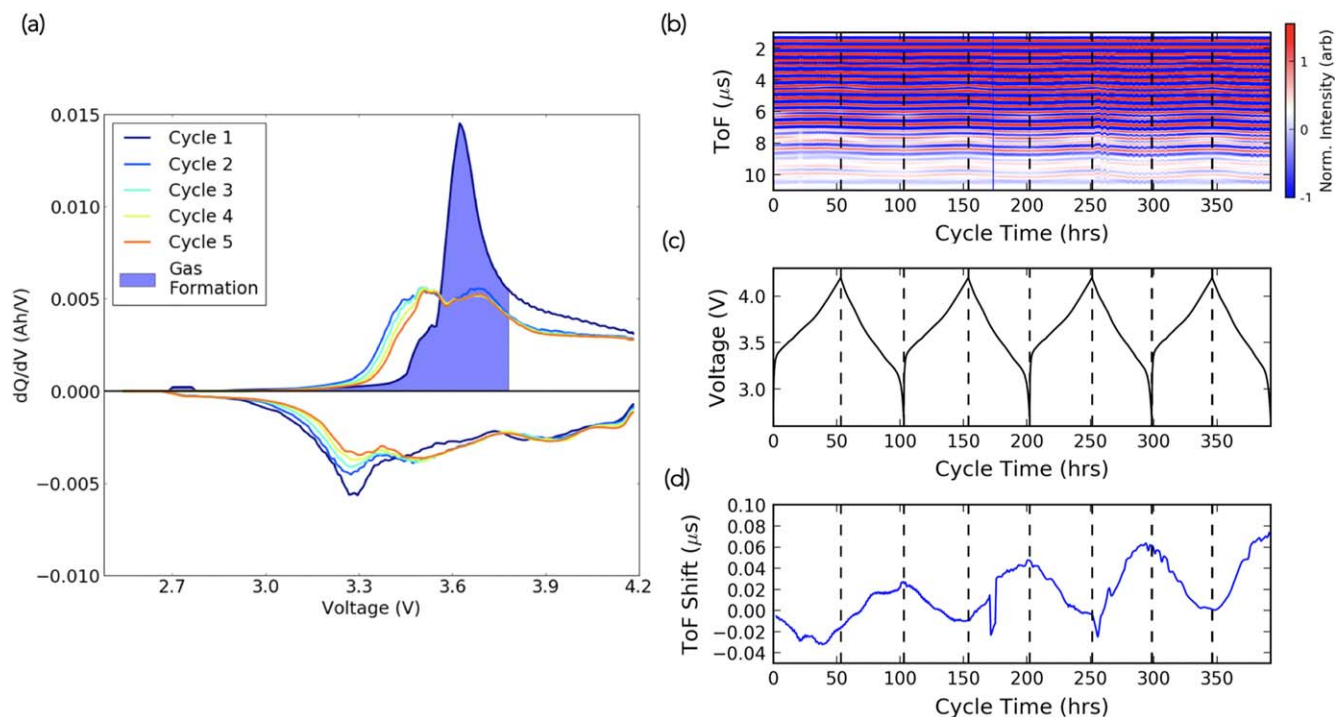 (a)
0.015
0.010
0.005
0.000
−0.005
−0.010
dQ/dV (Ah/V)
Cycle 1
Cycle 2
Cycle 3
Cycle 4
Cycle 5
Gas
Formation
2.7 3.0 3.3 3.6 3.9 4.2
Voltage (V)
(b)
2
4
6
8
10
ToF (μs)
0 50 100 150 200 250 300 350
Cycle Time (hrs)
1
0
-1
Norm. Intensity (arb)
(c)
4.0
3.5
3.0
Voltage (V)
0 50 100 150 200 250 300 350
Cycle Time (hrs)
(d)
0.10
0.08
0.06
0.04
0.02
0.00
−0.02
−0.04
ToF Shift (μs)
0 50 100 150 200 250 300 350
Cycle Time (hrs)